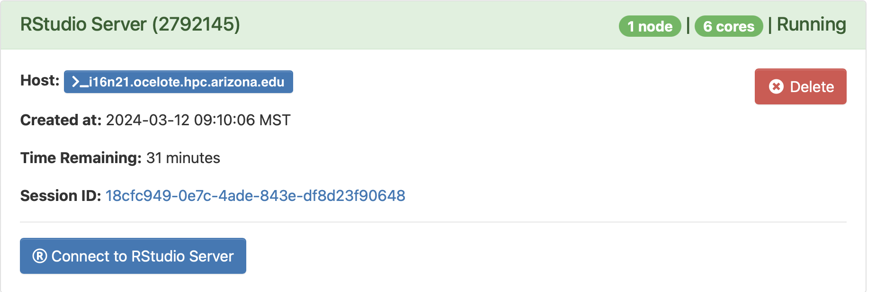 RStudio Server (2792145) 1 node | 6 cores | Running
Host: >_i16n21.ocelote.hpc.arizona.edu
Delete
Created at: 2024-03-12 09:10:06 MST
Time Remaining: 31 minutes
Session ID: 18cfc949-0e7c-4ade-843e-df8d23f90648
® Connect to RStudio Server